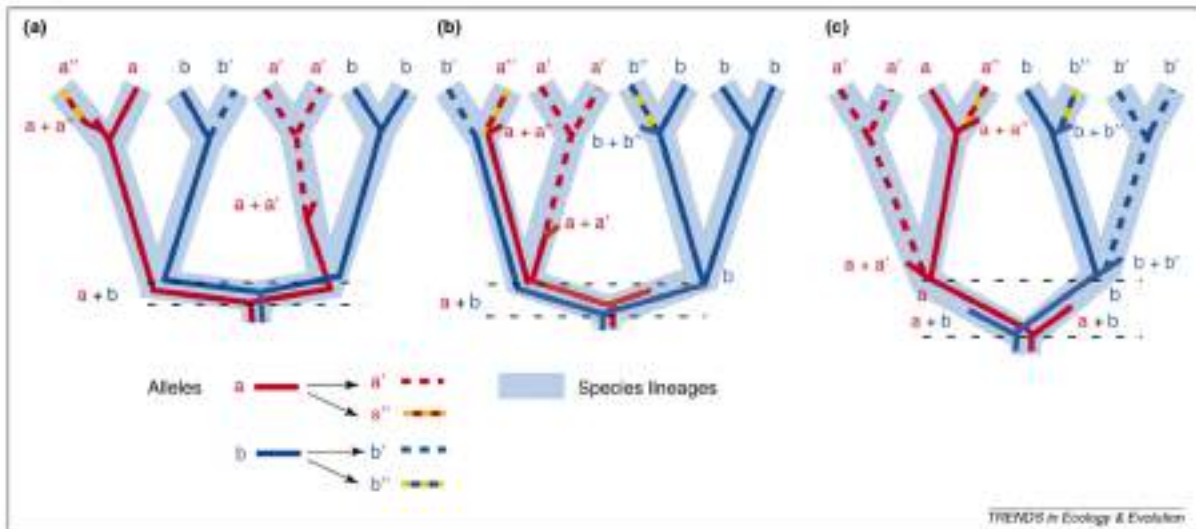 (a)
a'' a b b' a' a' b b
a + a''
a + a'
a + b
(b)
b' a'' a' a' b'' b b b
a + a''
b + b''
a + a'
b
a + b
(c)
a' a' a a'' b b'' b' b'
a + a''
b + b''
a + a'
b + b'
a
b
a + b
a + b
Alleles
a
a'
a''
b
b'
b''
Species lineages
TRENDS in Ecology & Evolution